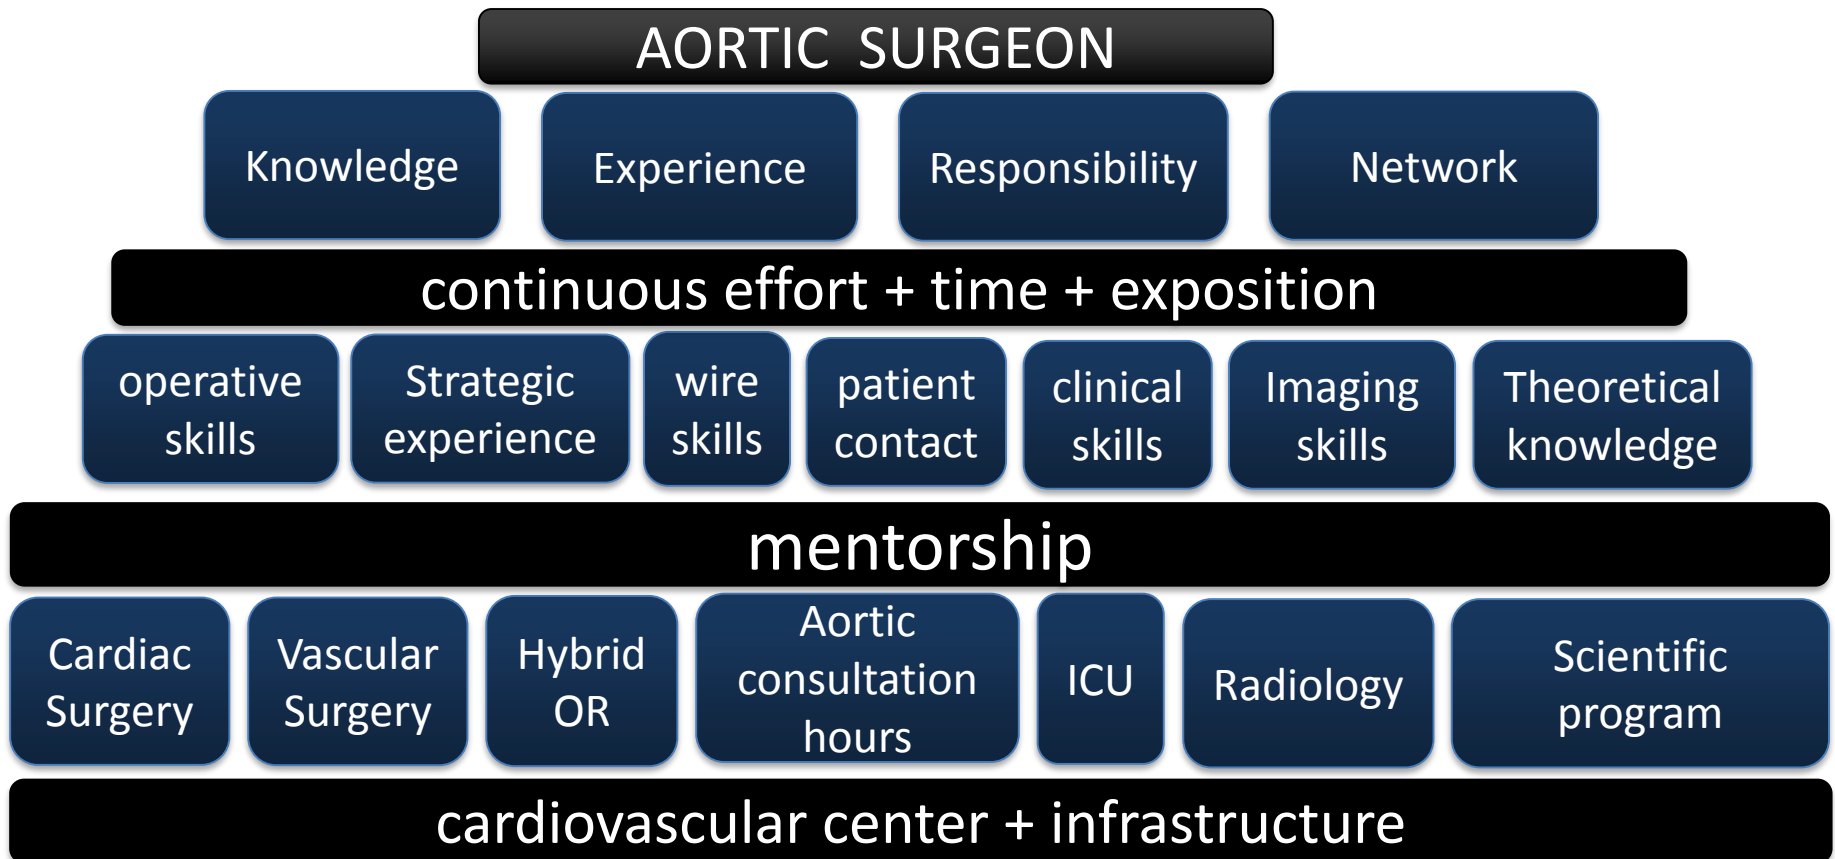 AORTIC SURGEON
Knowledge
Experience
Responsibility
Network
continuous effort + time + exposition
operative
skills
Strategic
experience
wire
skills
patient
contact
clinical
skills
Imaging
skills
Theoretical
knowledge
mentorship
Cardiac
Surgery
Vascular
Surgery
Hybrid
OR
Aortic
consultation
hours
ICU
Radiology
Scientific
program
cardiovascular center + infrastructure